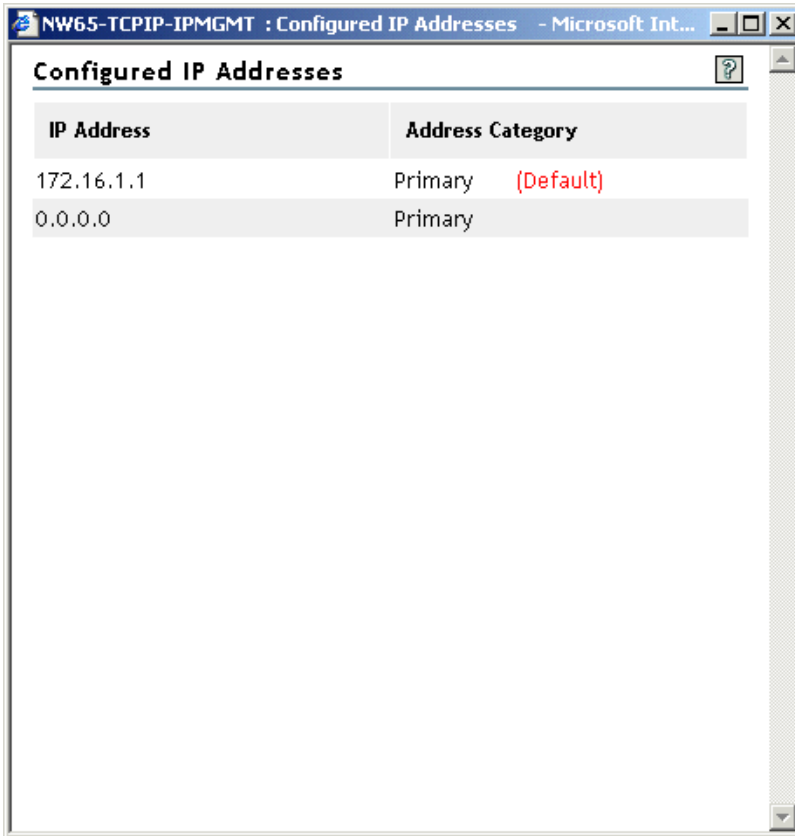 NW65-TCPIP-IPMGMT : Configured IP Addresses - Microsoft Int...
Configured IP Addresses
?
IP Address Address Category
172.16.1.1 Primary (Default)
0.0.0.0 Primary